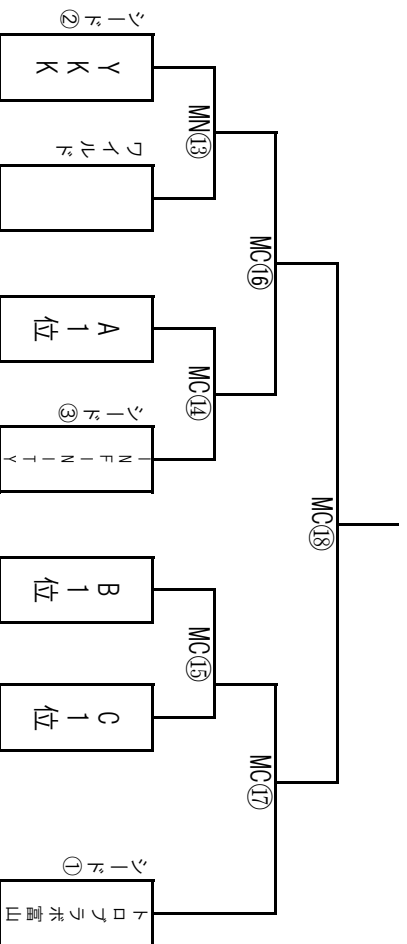 シード②
YKK
MN⑬
ワイルド
MC⑯
A1位
MC⑭
シード③
INFINITY
MC⑱
B1位
MC⑮
C1位
MC⑰
シード①
トロプラボ富山